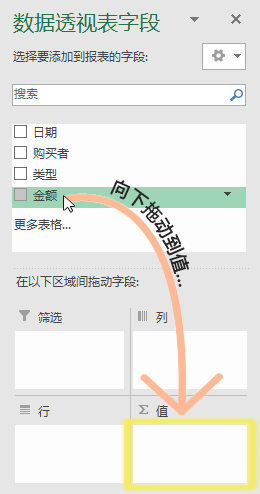 数据透视表字段
选择要添加到报表的字段:
搜索
日期
购买者
类型
金额
向下拖动到值...
更多表格...
在以下区域间拖动字段:
筛选
列
行
Σ 值